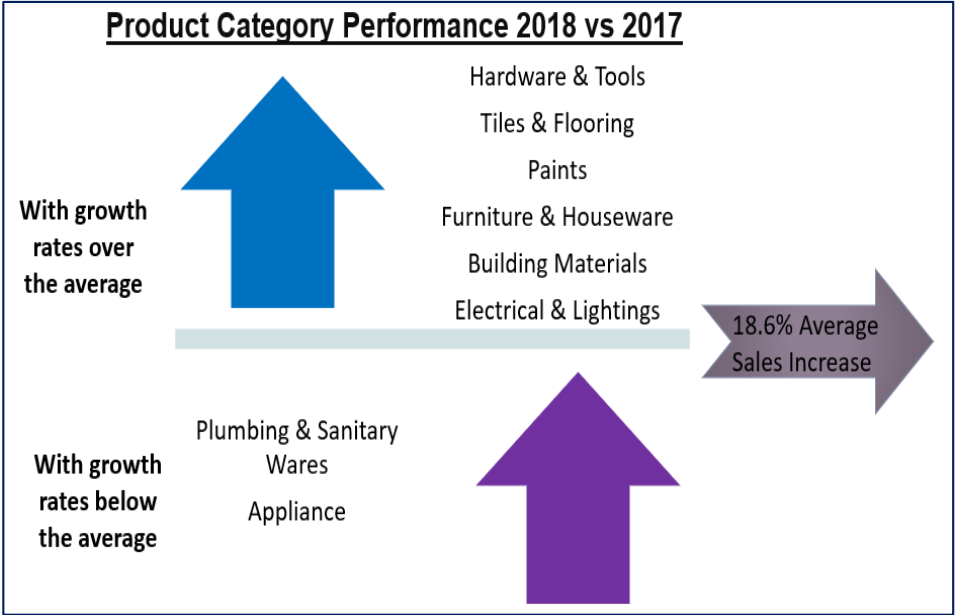 Product Category Performance 2018 vs 2017
Hardware & Tools
Tiles & Flooring
Paints
Furniture & Houseware
Building Materials
Electrical & Lightings
With growth
rates over
the average
18.6% Average
Sales Increase
Plumbing & Sanitary
Wares
Appliance
With growth
rates below
the average